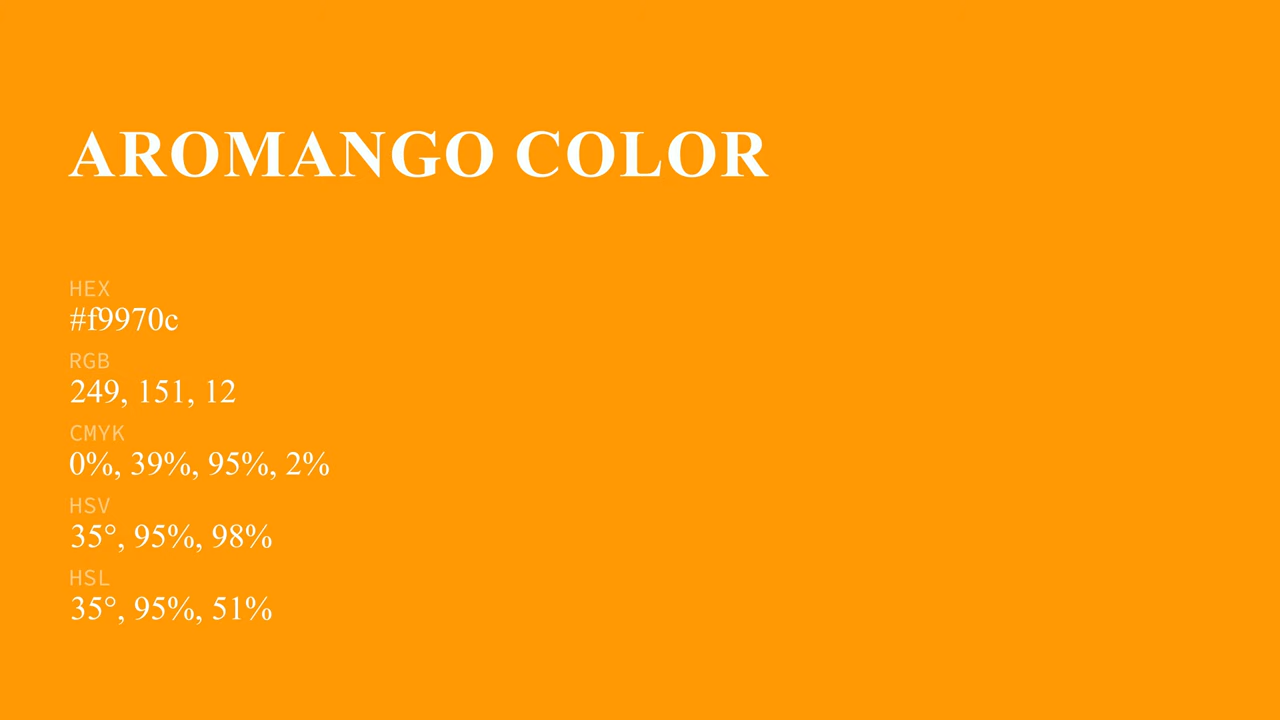 AROMANGO COLOR
HEX
#f9970c
RGB
249, 151, 12
CMYK
0%, 39%, 95%, 2%
HSV
35°, 95%, 98%
HSL
35°, 95%, 51%